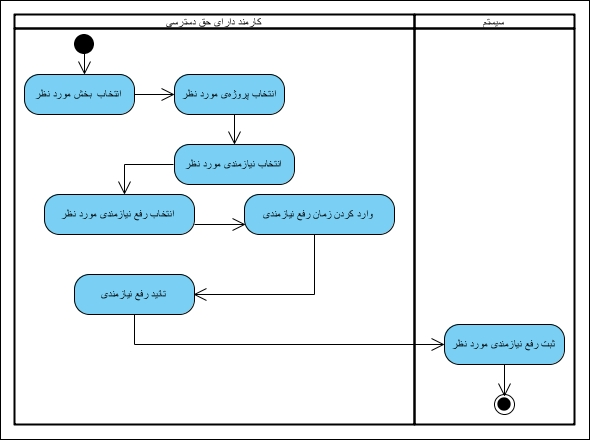 کارمند دارای حق دسترسی
سیستم
انتخاب بخش مورد نظر
انتخاب پروژه‌ی مورد نظر
انتخاب نیازمندی مورد نظر
انتخاب رفع نیازمندی مورد نظر
وارد کردن زمان رفع نیازمندی
تائید رفع نیازمندی
ثبت رفع نیازمندی مورد نظر